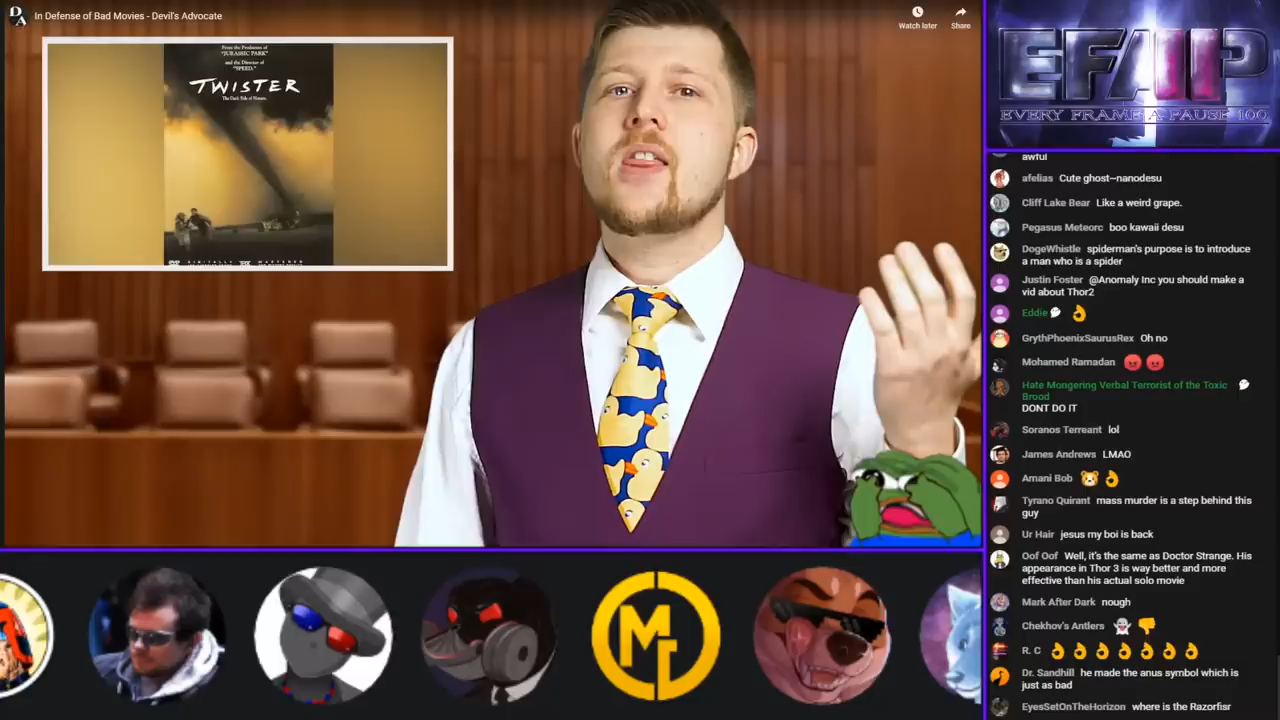 DA
In Defense of Bad Movies - Devil's Advocate
Watch later
Share
From the Producers of
"JURASSIC PARK"
and the Director of
"SPEED."
TWISTER
The Dark Side of Nature.
EFAP
EVERY FRAME A PAUSE 100
awful
afelias Cute ghost~nanodesu
Cliff Lake Bear Like a weird grape.
Pegasus Meteorc boo kawaii desu
DogeWhistle spiderman's purpose is to introduce
a man who is a spider
Justin Foster @Anomaly Inc you should make a
vid about Thor2
Eddie 👌
GrythPhoenixSaurusRex Oh no
Mohamed Ramadan 😡 😡
Hate Mongering Verbal Terrorist of the Toxic
Brood
DONT DO IT
Soranos Terreant lol
James Andrews LMAO
Amani Bob 🐹 👌
Tyrano Quirant mass murder is a step behind this
guy
Ur Hair jesus my boi is back
Oof Oof Well, it's the same as Doctor Strange. His
appearance in Thor 3 is way better and more
effective than his actual solo movie
Mark After Dark nough
Chekhov's Antlers 👻 👎
R. C 👌 👌 👌 👌 👌 👌 👌
Dr. Sandhill he made the anus symbol which is
just as bad
EyesSetOnTheHorizon where is the Razorfisr
ML